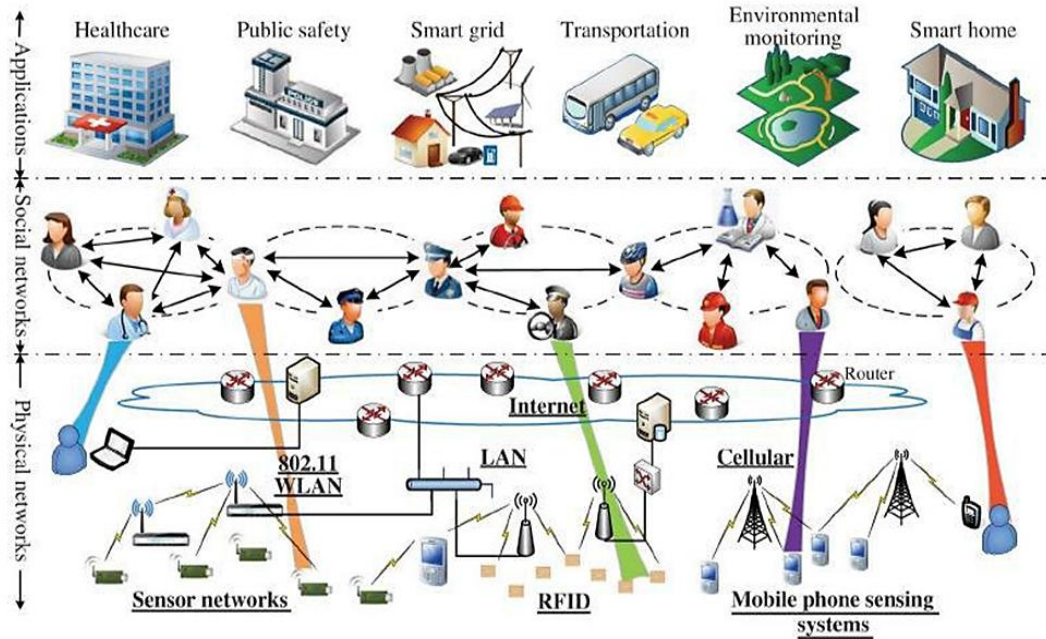 Healthcare
Public safety
Smart grid
Transportation
Environmental
monitoring
Smart home
Applications
POLICE
Social networks
Physical networks
Router
Internet
802.11
WLAN
LAN
Cellular
Sensor networks
RFID
Mobile phone sensing
systems